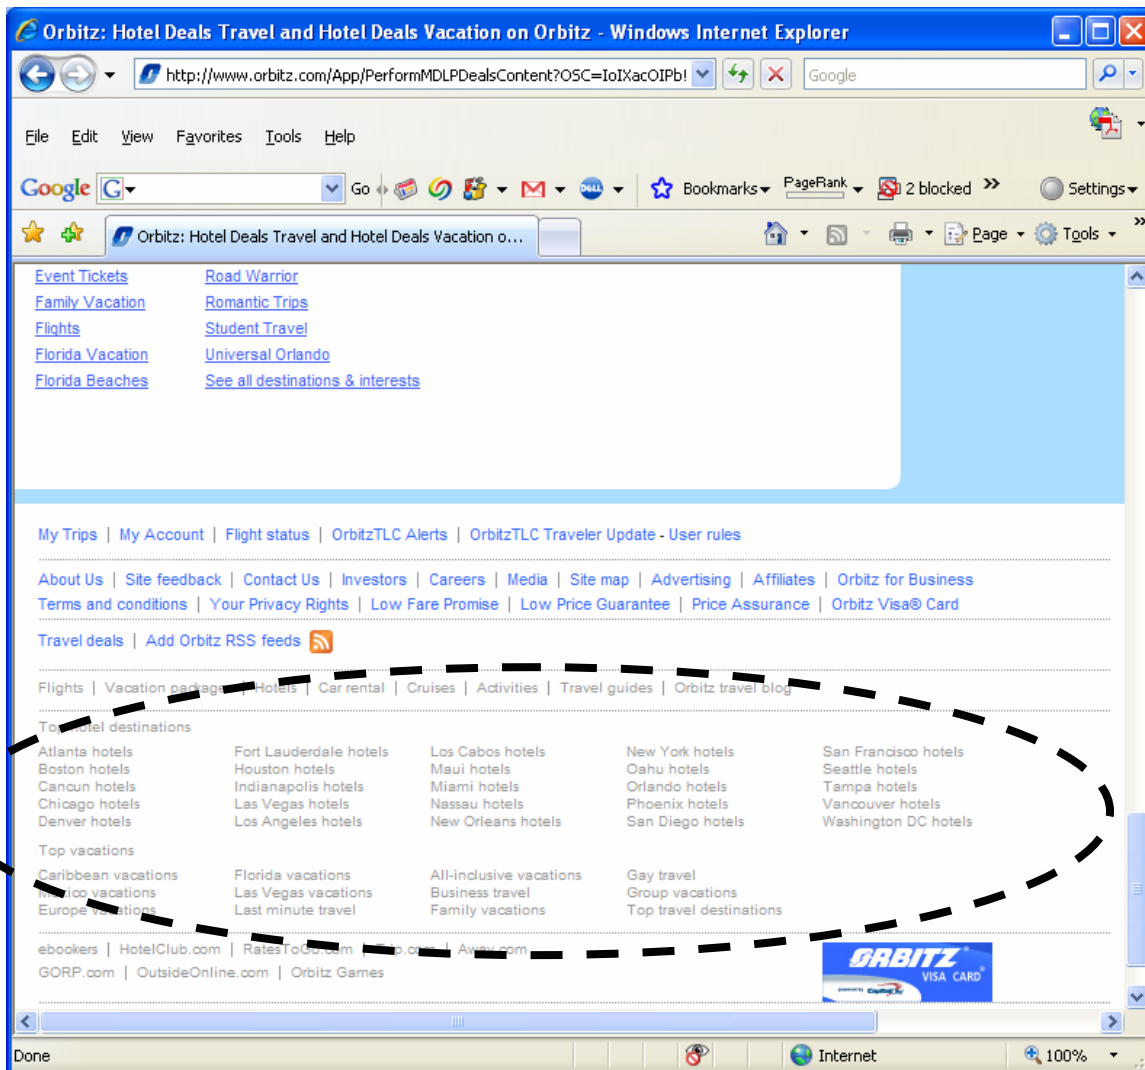 Orbitz: Hotel Deals Travel and Hotel Deals Vacation on Orbitz - Windows Internet Explorer
http://www.orbitz.com/App/PerformMDLPDealsContent?OSC=IoIXacOIPb! Google
File Edit View Favorites Tools Help
Google G Go DELL Bookmarks PageRank 2 blocked » Settings
Orbitz: Hotel Deals Travel and Hotel Deals Vacation o... Page Tools »
Event Tickets Road Warrior
Family Vacation Romantic Trips
Flights Student Travel
Florida Vacation Universal Orlando
Florida Beaches See all destinations & interests
My Trips | My Account | Flight status | OrbitzTLC Alerts | OrbitzTLC Traveler Update - User rules
About Us | Site feedback | Contact Us | Investors | Careers | Media | Site map | Advertising | Affiliates | Orbitz for Business
Terms and conditions | Your Privacy Rights | Low Fare Promise | Low Price Guarantee | Price Assurance | Orbitz Visa® Card
Travel deals | Add Orbitz RSS feeds
Flights | Vacation packages | Hotels | Car rental | Cruises | Activities | Travel guides | Orbitz travel blog
Top hotel destinations
Atlanta hotels Fort Lauderdale hotels Los Cabos hotels New York hotels San Francisco hotels
Boston hotels Houston hotels Maui hotels Oahu hotels Seattle hotels
Cancun hotels Indianapolis hotels Miami hotels Orlando hotels Tampa hotels
Chicago hotels Las Vegas hotels Nassau hotels Phoenix hotels Vancouver hotels
Denver hotels Los Angeles hotels New Orleans hotels San Diego hotels Washington DC hotels
Top vacations
Caribbean vacations Florida vacations All-inclusive vacations Gay travel
Mexico vacations Las Vegas vacations Business travel Group vacations
Europe vacations Last minute travel Family vacations Top travel destinations
ebookers | HotelClub.com | RatesToGo.com | Trip.com | Away.com
GORP.com | OutsideOnline.com | Orbitz Games
ORBITZ
VISA CARD®
Done Internet 100%